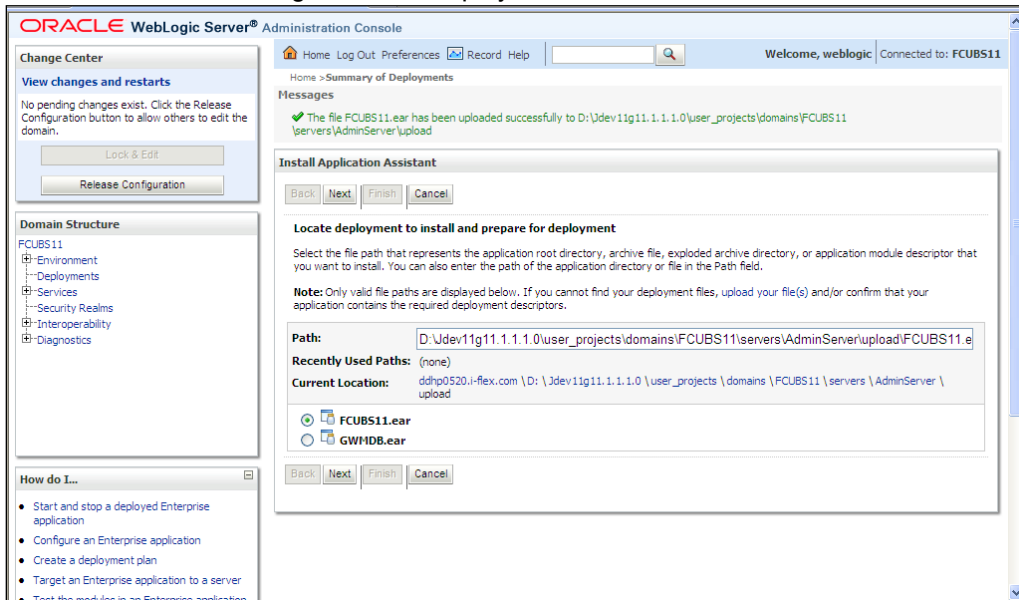 ORACLE WebLogic Server® Administration Console
Change Center
View changes and restarts
No pending changes exist. Click the Release
Configuration button to allow others to edit the
domain.
Lock & Edit
Release Configuration
Domain Structure
FCUBS11
Environment
Deployments
Services
Security Realms
Interoperability
Diagnostics
How do I...
Start and stop a deployed Enterprise
application
Configure an Enterprise application
Create a deployment plan
Target an Enterprise application to a server
Test the modules in an Enterprise application
Home Log Out Preferences Record Help
Welcome, weblogic Connected to: FCUBS11
Home >Summary of Deployments
Messages
The file FCUBS11.ear has been uploaded successfully to D:\Jdev11g11.1.1.1.0\user_projects\domains\FCUBS11
\servers\AdminServer\upload
Install Application Assistant
Back Next Finish Cancel
Locate deployment to install and prepare for deployment
Select the file path that represents the application root directory, archive file, exploded archive directory, or application module descriptor that
you want to install. You can also enter the path of the application directory or file in the Path field.
Note: Only valid file paths are displayed below. If you cannot find your deployment files, upload your file(s) and/or confirm that your
application contains the required deployment descriptors.
Path: D:\Jdev11g11.1.1.1.0\user_projects\domains\FCUBS11\servers\AdminServer\upload\FCUBS11.e
Recently Used Paths: (none)
Current Location: ddhp0520.i-flex.com \ D: \ Jdev11g11.1.1.1.0 \ user_projects \ domains \ FCUBS11 \ servers \ AdminServer \
upload
FCUBS11.ear
GWMDB.ear
Back Next Finish Cancel